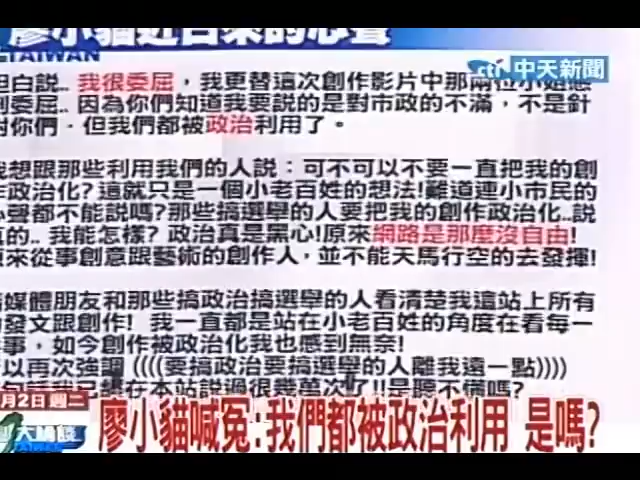 廖小貓近日來的心聲
TAIWAN
cti 中天新聞
坦白說.. 我很委屈，我更替這次創作影片中那兩位小姐感
到委屈.. 因為你們知道我要說的是對市政的不滿，不是針
對你們．但我們都被政治利用了。
我想跟那些利用我們的人說：可不可以不要一直把我的創
作政治化? 這就只是一個小老百姓的想法!難道連小市民的
心聲都不能說嗎?那些搞選舉的人要把我的創作政治化..說
真的.. 我能怎樣? 政治真是黑心!原來網路是那麼沒自由!
原來從事創意跟藝術的創作人，並不能天馬行空的去發揮!
媒體朋友和那些搞政治搞選舉的人看清楚我這站上所有
的發文跟創作! 我一直都是站在小老百姓的角度在看每一
件事，如今創作被政治化我也感到無奈!
所以再次強調 ((((要搞政治要搞選舉的人離我遠一點))))
句話我已經在本站說過很幾萬次了!!是聽不懂嗎?
月2日 週二
大話談
廖小貓喊冤:我們都被政治利用 是嗎?